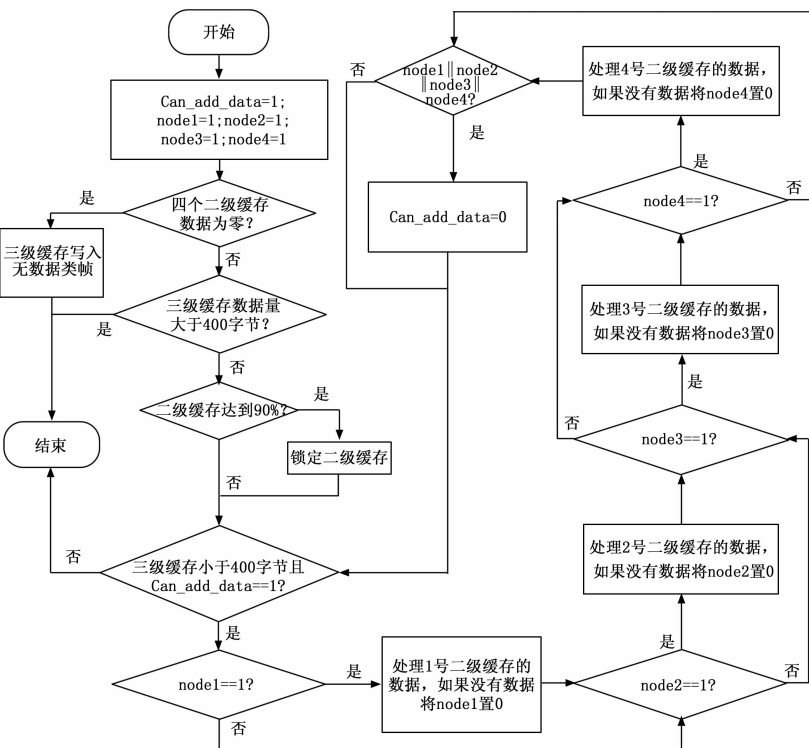 开始
Can_add_data=1;
node1=1;node2=1;
node3=1;node4=1
四个二级缓存
数据为零？
是
否
三级缓存写入
无数据类帧
三级缓存数据量
大于400字节？
是
否
二级缓存达到90%？
是
锁定二级缓存
否
结束
三级缓存小于400字节且
Can_add_data==1?
否
是
node1==1?
是
否
处理1号二级缓存的
数据，如果没有数据
将node1置0
node2==1?
是
否
处理2号二级缓存的数据，
如果没有数据将node2置0
node3==1?
是
否
处理3号二级缓存的数据，
如果没有数据将node3置0
node4==1?
是
否
处理4号二级缓存的数据，
如果没有数据将node4置0
node1‖node2
‖node3‖
node4?
否
是
Can_add_data=0